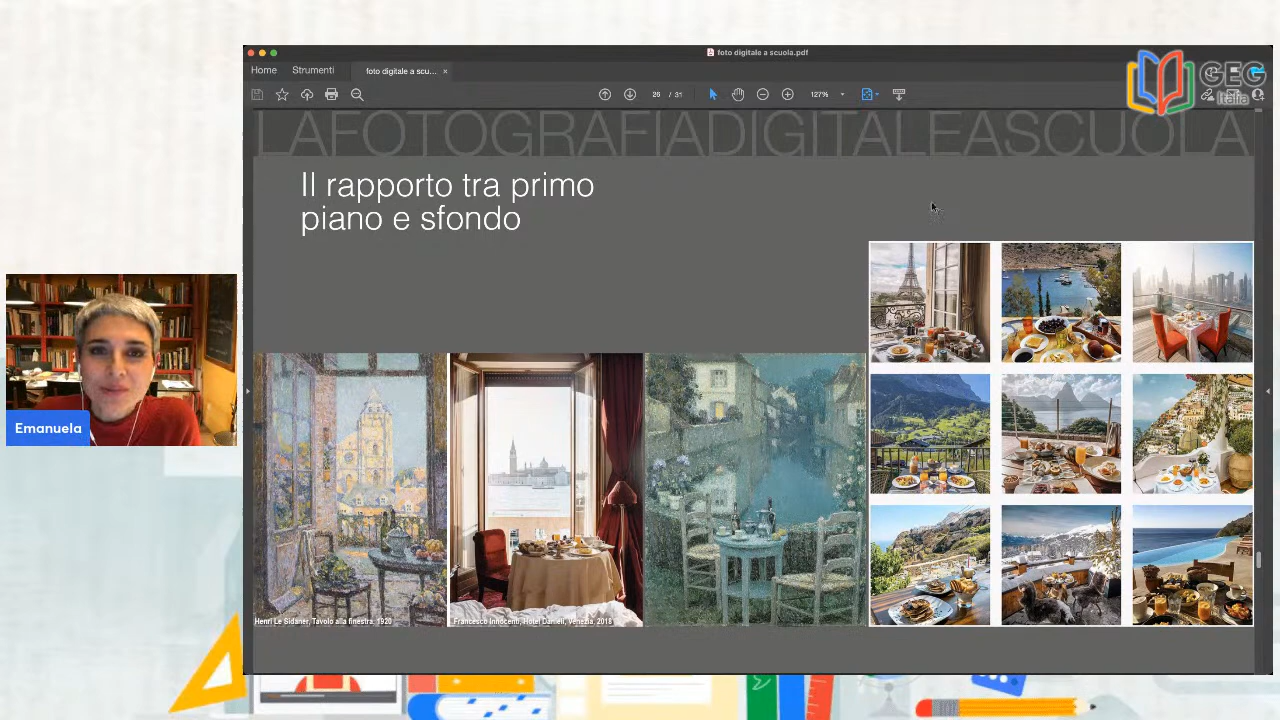 foto digitale a scuola.pdf
Home
Strumenti
foto digitale a scu... ×
26 / 31
127%
GEG
Italia
LAFOTOGRAFIADIGITALEASCUOLA
Il rapporto tra primo
piano e sfondo
Emanuela
Henri Le Sidaner, Tavolo alla finestra, 1920
Francesco Innocenti, Hotel Danieli, Venezia, 2018